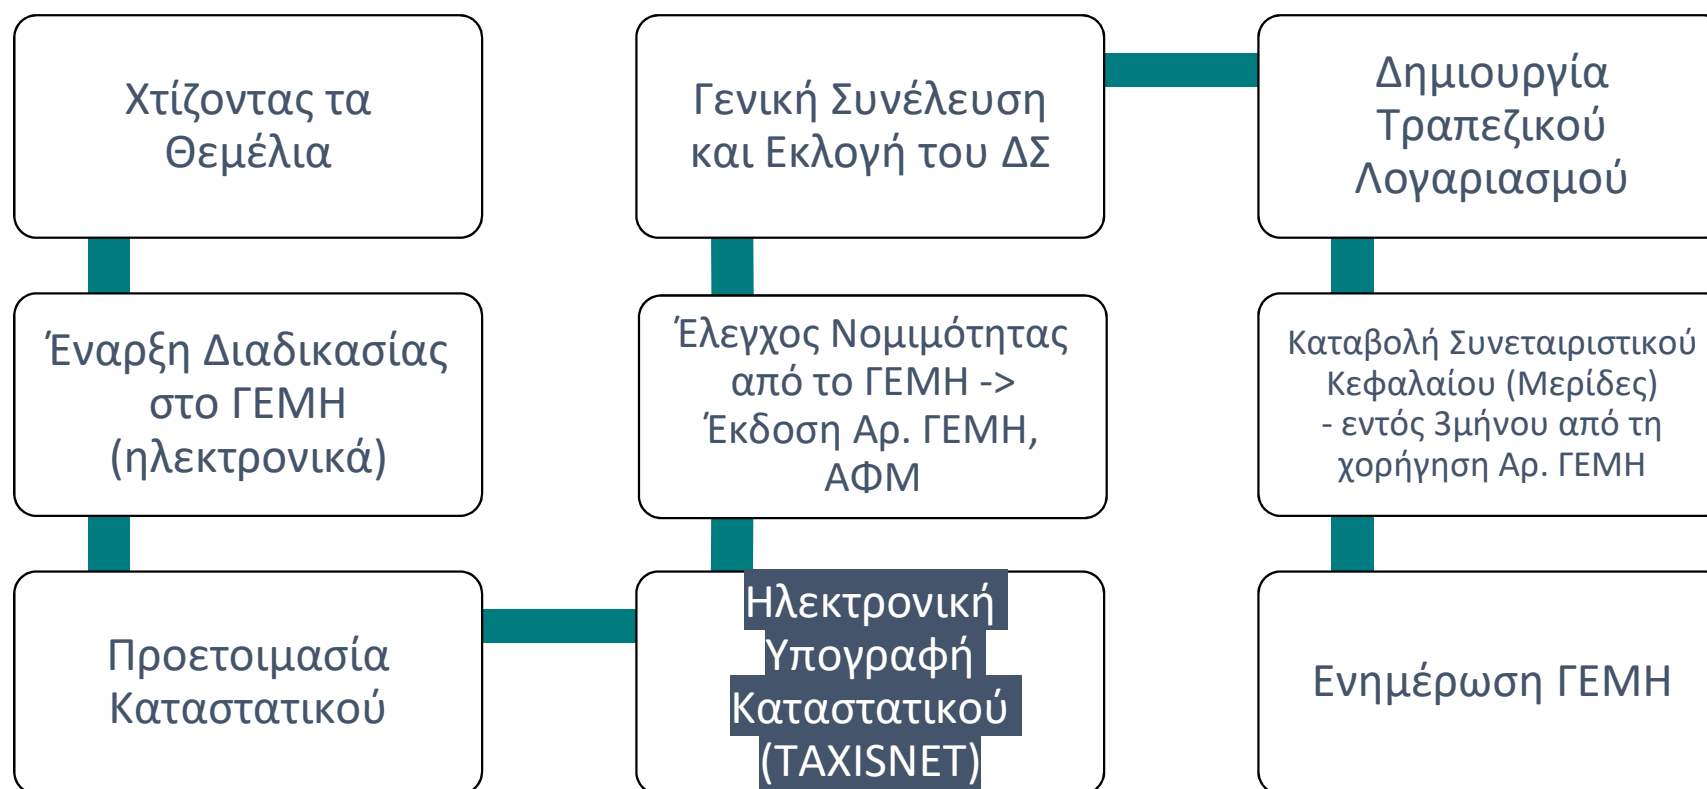 Χτίζοντας τα
Θεμέλια
Έναρξη Διαδικασίας
στο ΓΕΜΗ
(ηλεκτρονικά)
Προετοιμασία
Καταστατικού
Ηλεκτρονική
Υπογραφή
Καταστατικού
(TAXISNET)
Έλεγχος Νομιμότητας
από το ΓΕΜΗ ->
Έκδοση Αρ. ΓΕΜΗ,
ΑΦΜ
Γενική Συνέλευση
και Εκλογή του ΔΣ
Δημιουργία
Τραπεζικού
Λογαριασμού
Καταβολή Συνεταιριστικού
Κεφαλαίου (Μερίδες)
- εντός 3μήνου από τη
χορήγηση Αρ. ΓΕΜΗ
Ενημέρωση ΓΕΜΗ